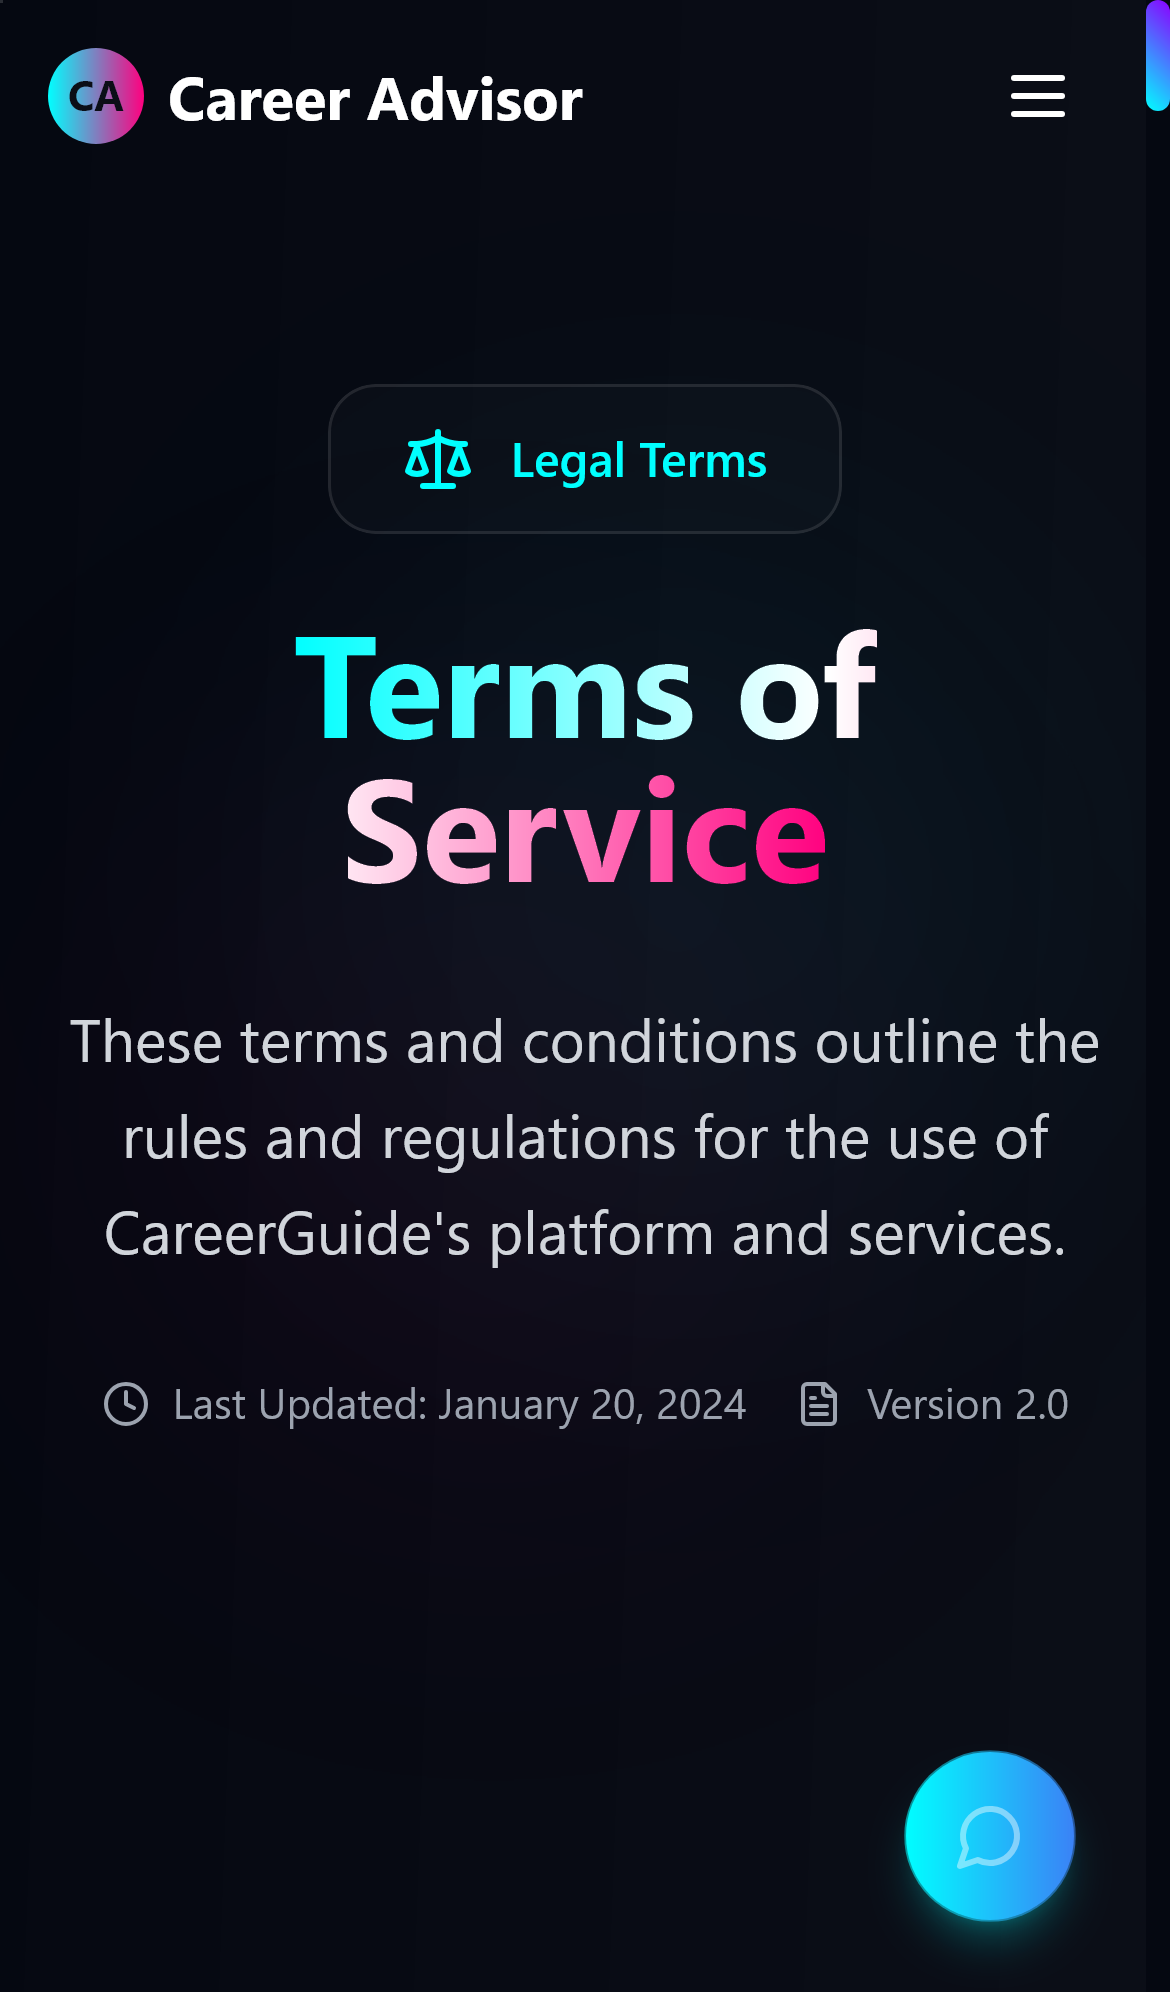 CA Career Advisor
Legal Terms
Terms of
Service
These terms and conditions outline the
rules and regulations for the use of
CareerGuide's platform and services.
Last Updated: January 20, 2024 Version 2.0